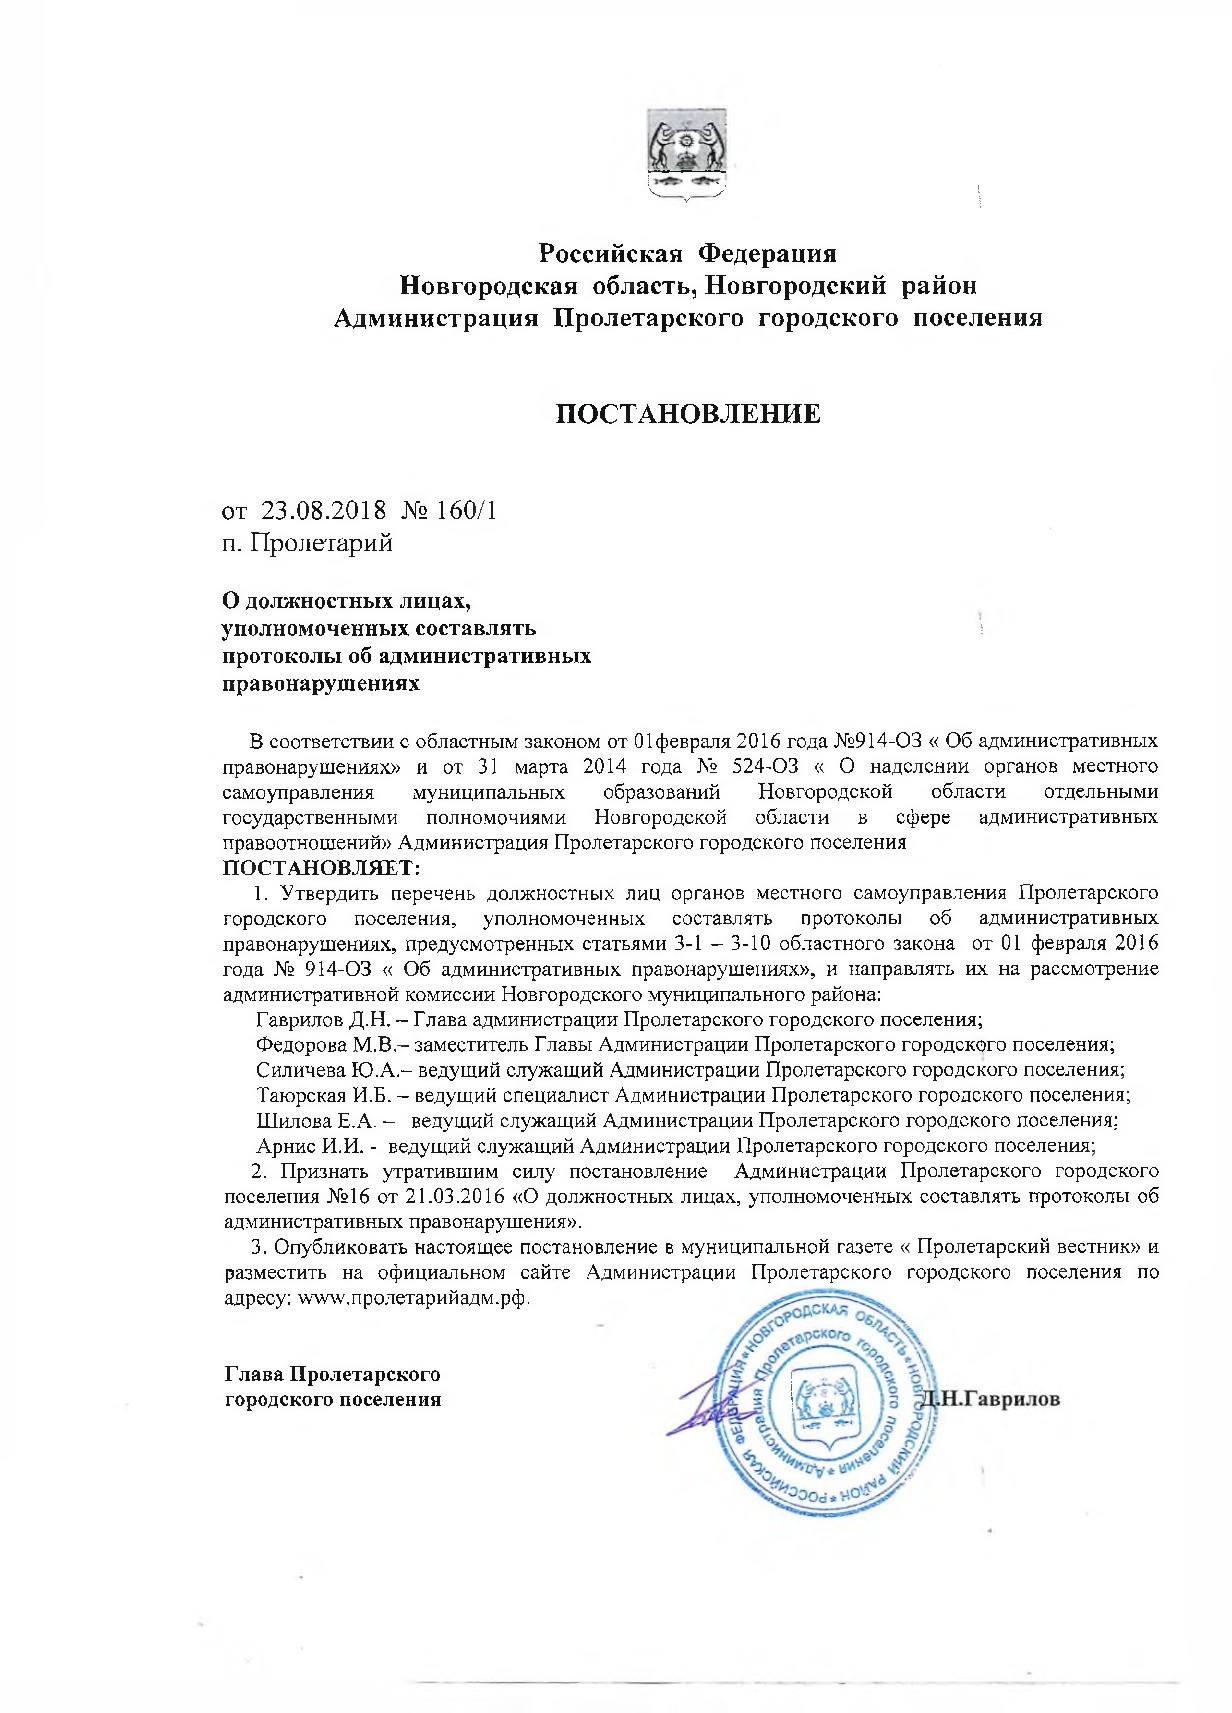 Российская Федерация
Новгородская область, Новгородский район
Администрация Пролетарского городского поселения
ПОСТАНОВЛЕНИЕ
от 23.08.2018 № 160/1
п. Пролетарий
О должностных лицах,
уполномоченных составлять
протоколы об административных
правонарушениях
В соответствии с областным законом от 01февраля 2016 года №914-ОЗ « Об административных
правонарушениях» и от 31 марта 2014 года № 524-ОЗ « О наделении органов местного
самоуправления муниципальных образований Новгородской области отдельными
государственными полномочиями Новгородской области в сфере административных
правоотношений» Администрация Пролетарского городского поселения
ПОСТАНОВЛЯЕТ:
1. Утвердить перечень должностных лиц органов местного самоуправления Пролетарского
городского поселения, уполномоченных составлять протоколы об административных
правонарушениях, предусмотренных статьями 3-1 – 3-10 областного закона от 01 февраля 2016
года № 914-ОЗ « Об административных правонарушениях», и направлять их на рассмотрение
административной комиссии Новгородского муниципального района:
Гаврилов Д.Н. – Глава администрации Пролетарского городского поселения;
Федорова М.В.– заместитель Главы Администрации Пролетарского городского поселения;
Силичева Ю.А.– ведущий служащий Администрации Пролетарского городского поселения;
Таюрская И.Б. – ведущий специалист Администрации Пролетарского городского поселения;
Шилова Е.А. – ведущий служащий Администрации Пролетарского городского поселения;
Арнис И.И. - ведущий служащий Администрации Пролетарского городского поселения;
2. Признать утратившим силу постановление Администрации Пролетарского городского
поселения №16 от 21.03.2016 «О должностных лицах, уполномоченных составлять протоколы об
административных правонарушения».
3. Опубликовать настоящее постановление в муниципальной газете « Пролетарский вестник» и
разместить на официальном сайте Администрации Пролетарского городского поселения по
адресу: www.пролетарийадм.рф.
Глава Пролетарского
городского поселения
Д.Н.Гаврилов
РОССИЙСКАЯ ФЕДЕРАЦИЯ*НОВГОРОДСКАЯ ОБЛАСТЬ*НОВГОРОДСКИЙ РАЙОН*
Администрация Пролетарского городского поселения*